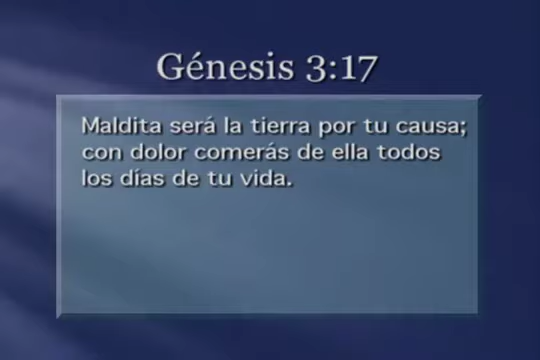 Génesis 3:17
Maldita será la tierra por tu causa;
con dolor comerás de ella todos
los días de tu vida.